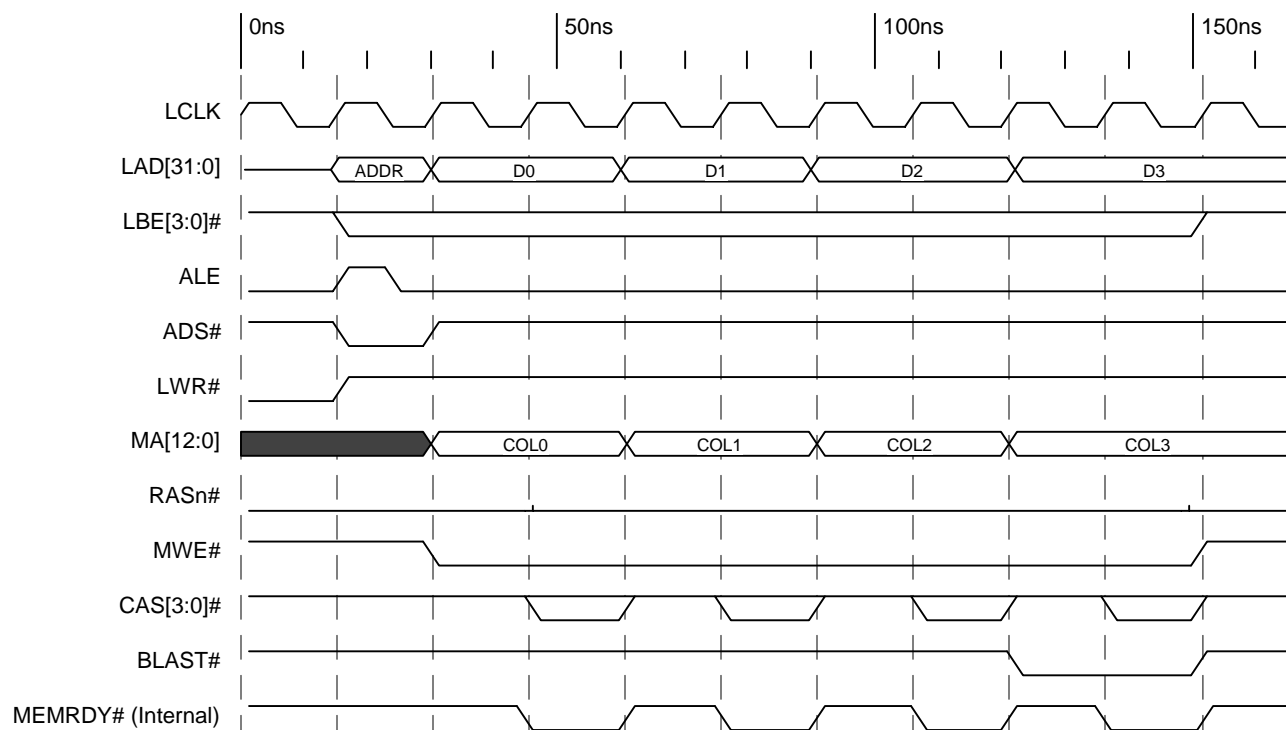 0ns 50ns 100ns 150ns
LCLK
LAD[31:0] ADDR D0 D1 D2 D3
LBE[3:0]#
ALE
ADS#
LWR#
MA[12:0] COL0 COL1 COL2 COL3
RASn#
MWE#
CAS[3:0]#
BLAST#
MEMRDY# (Internal)